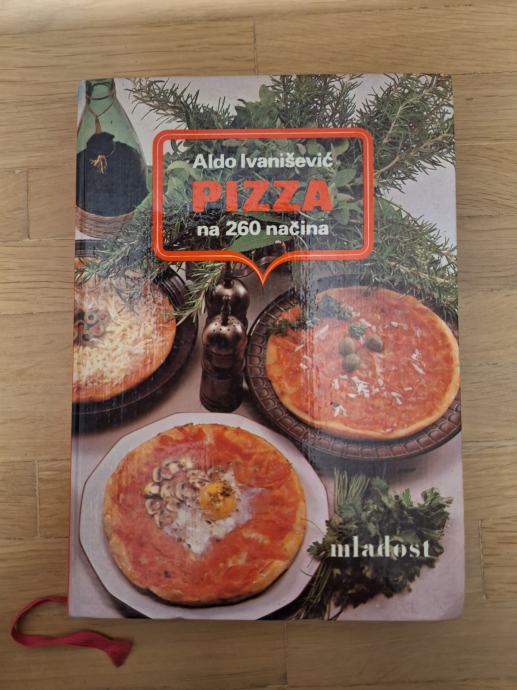 Aldo Ivanišević
PIZZA
na 260 načina
mladost